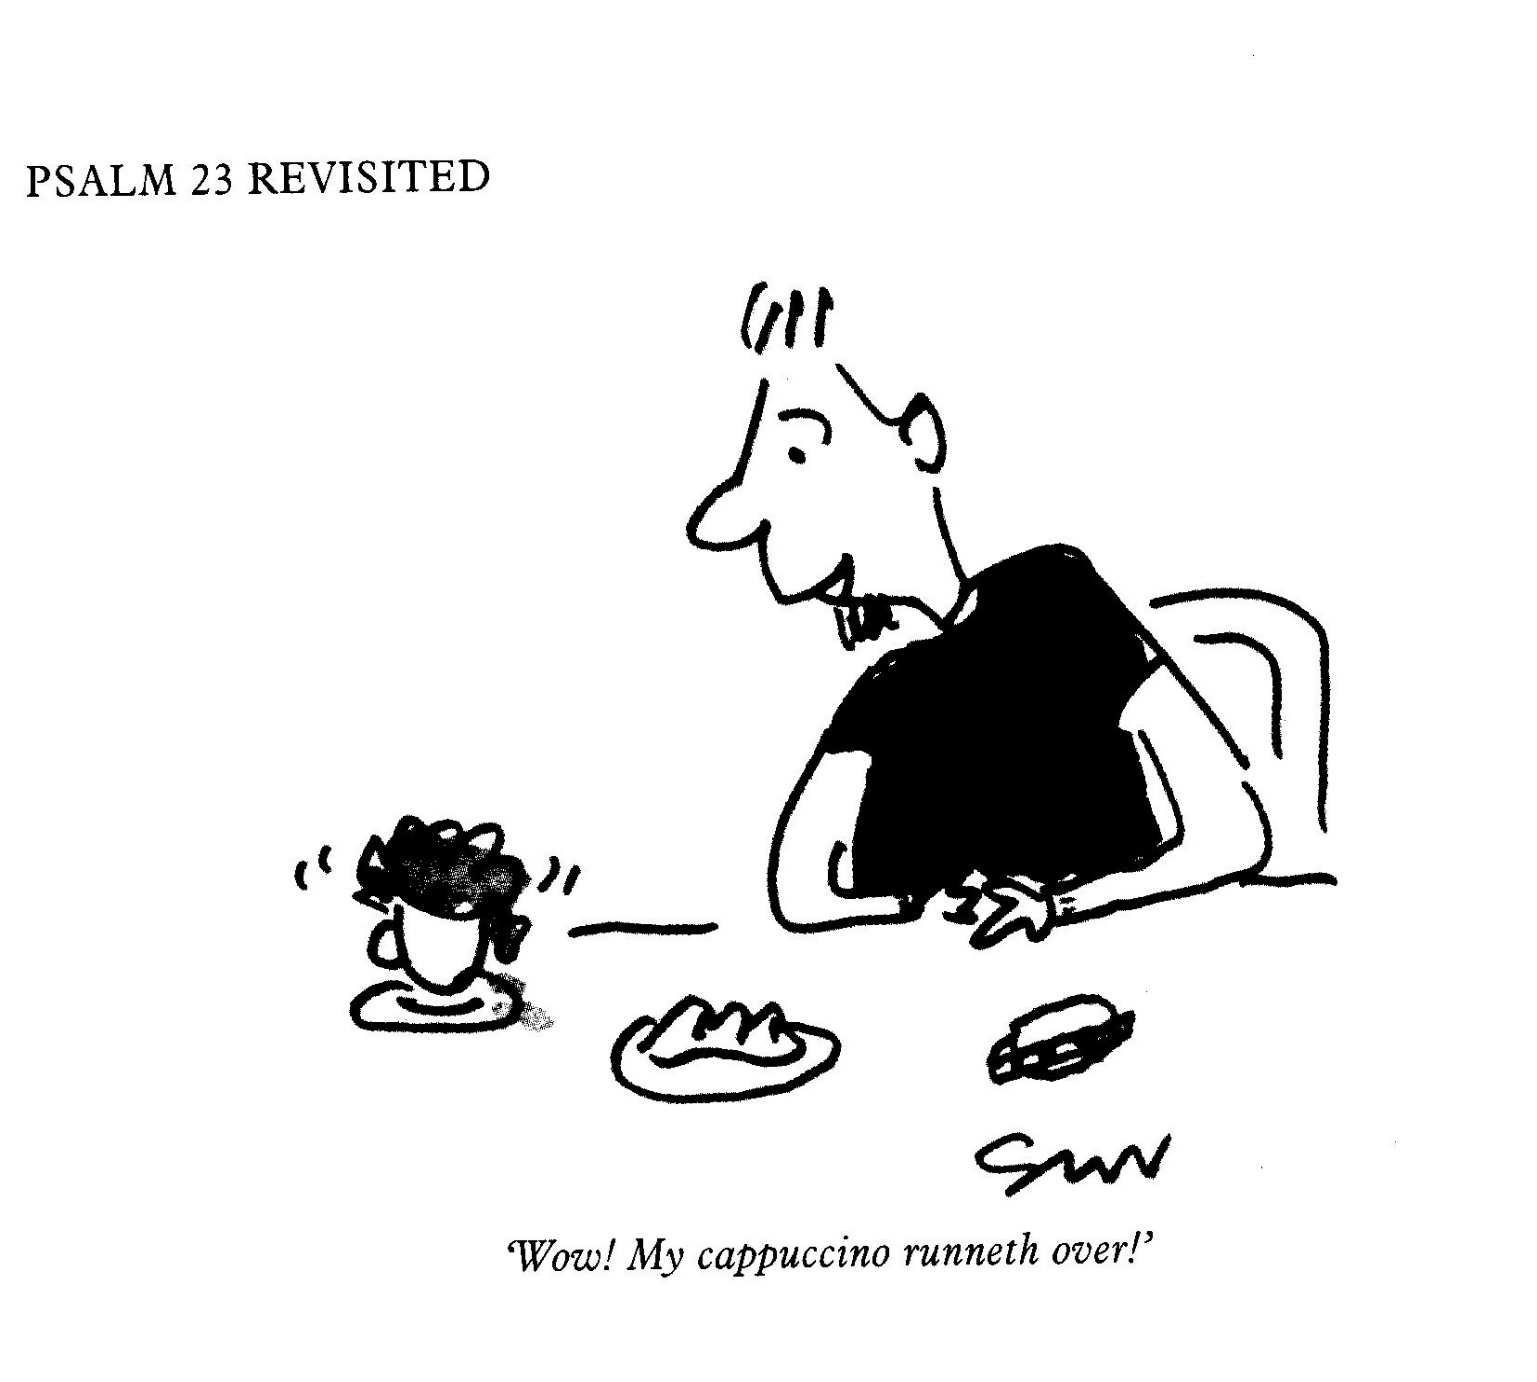 PSALM 23 REVISITED
‘Wow! My cappuccino runneth over!’